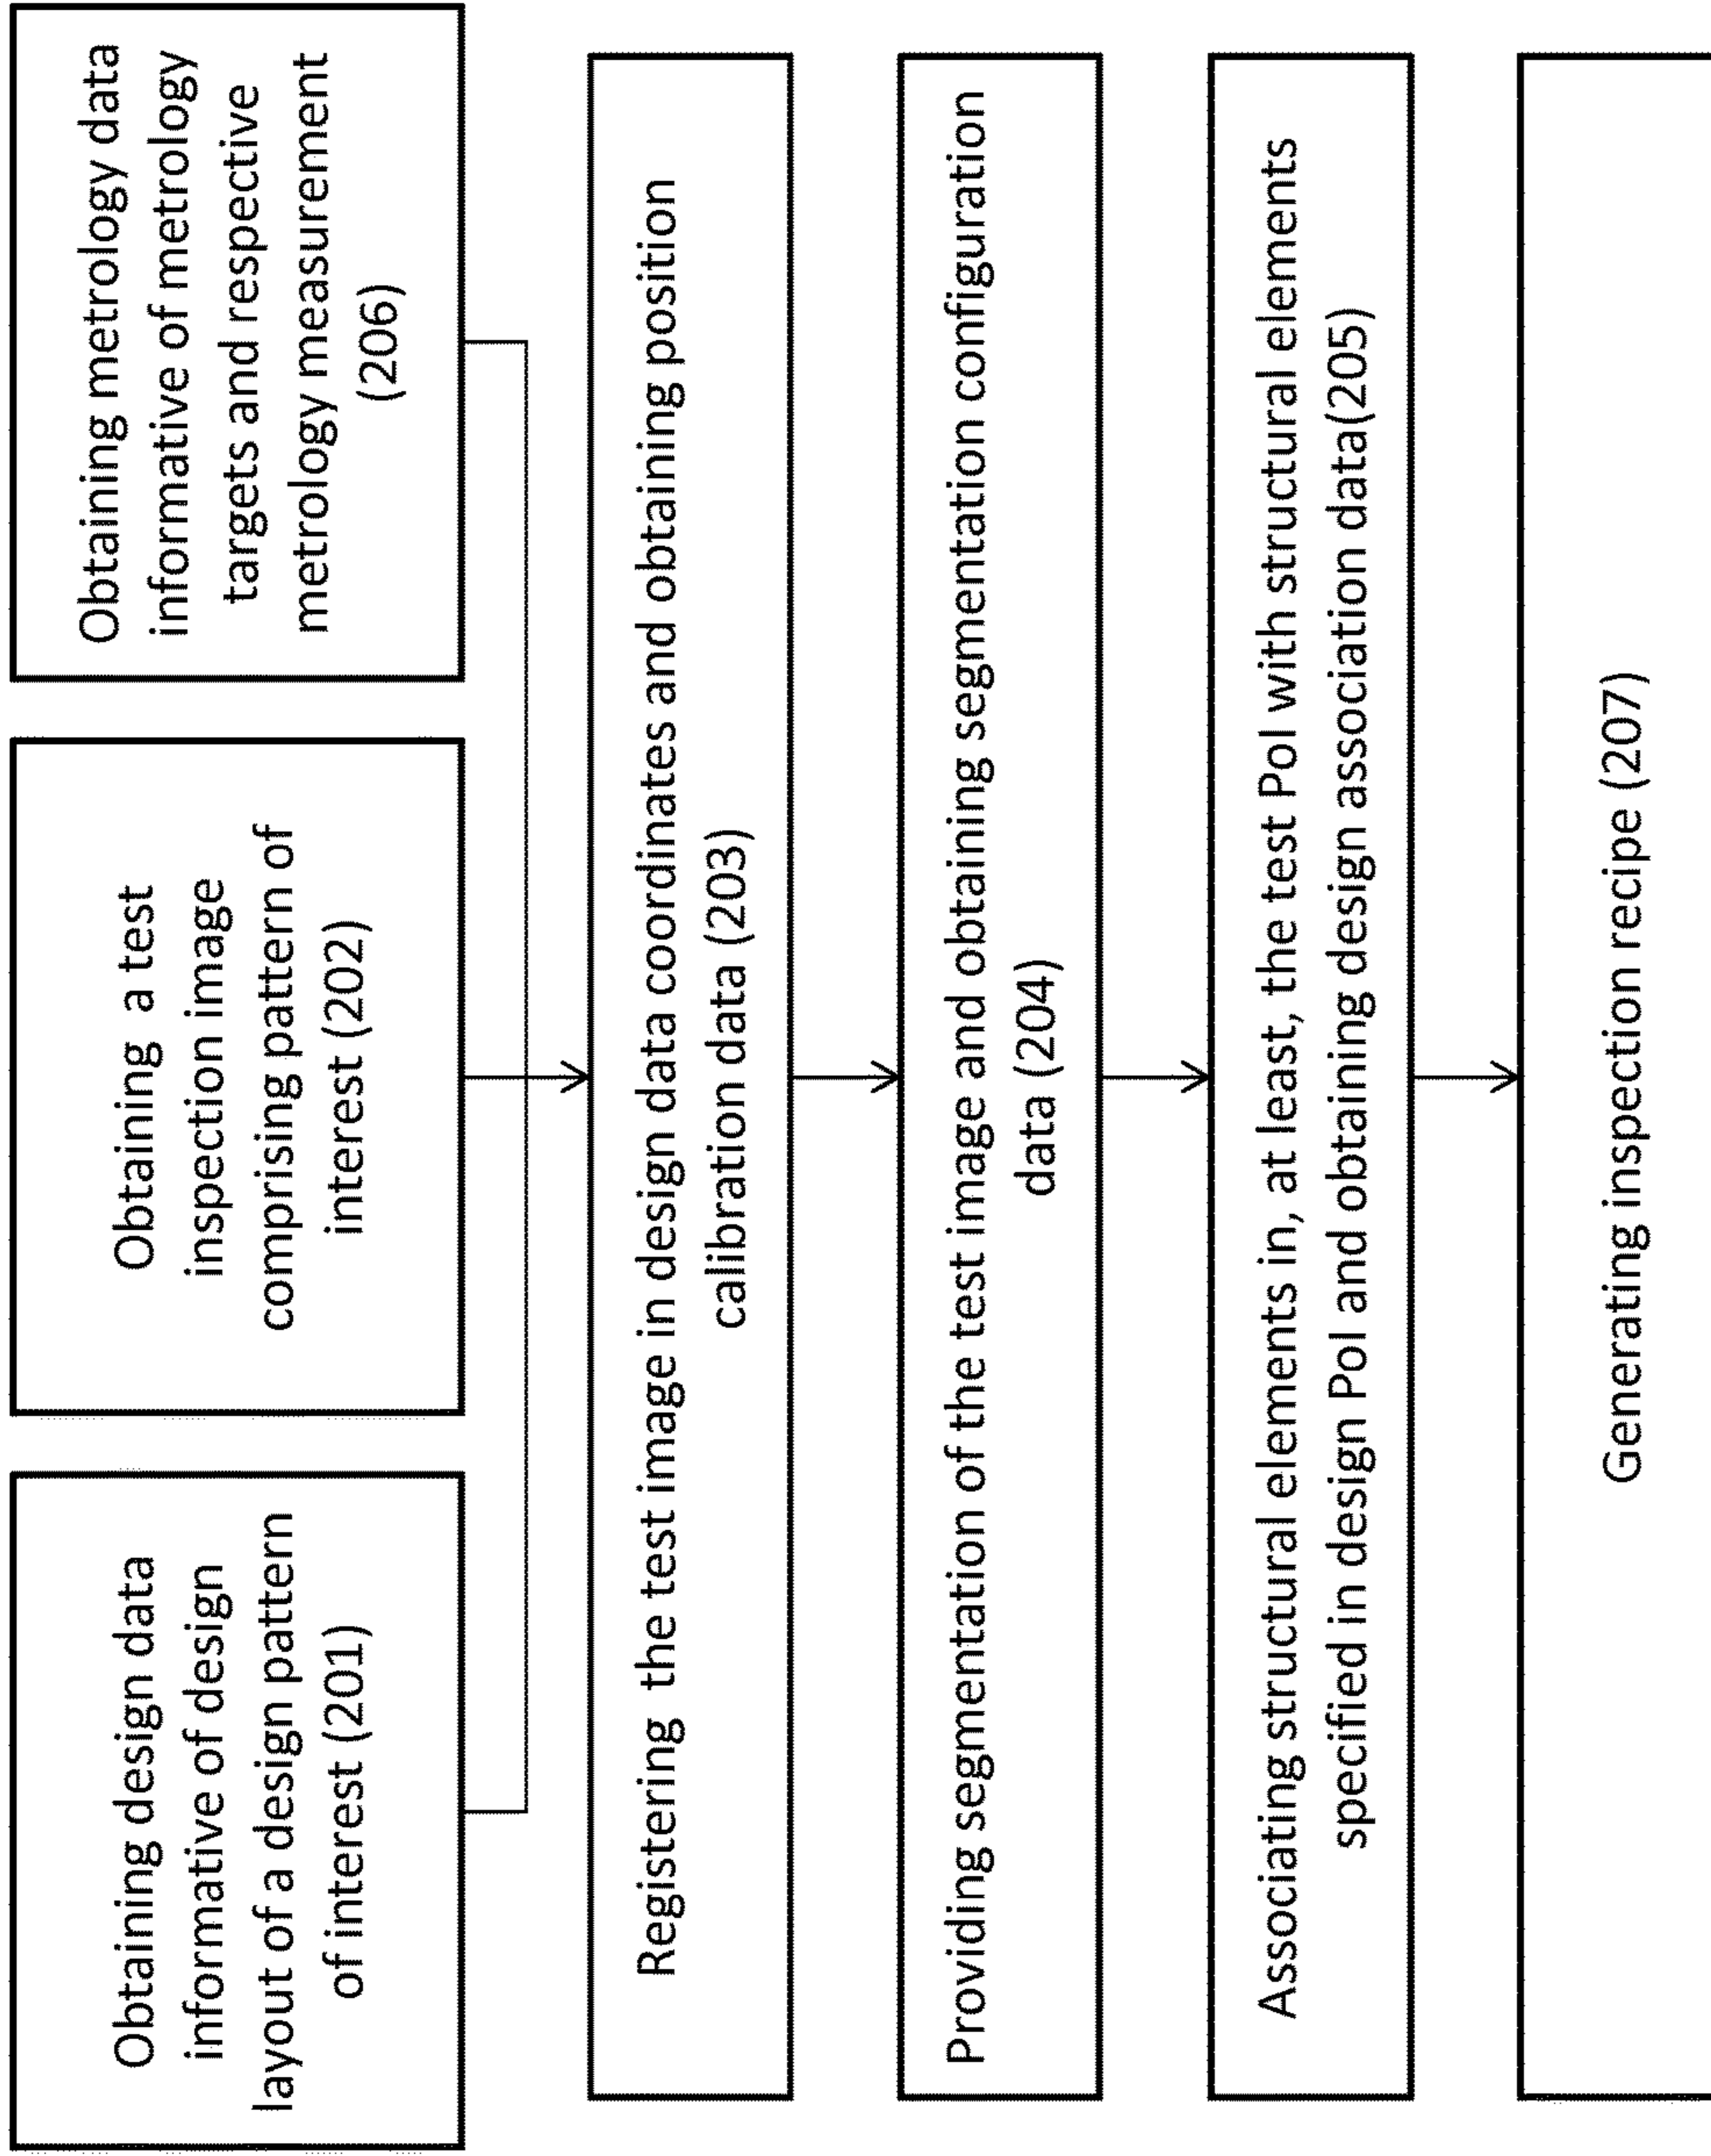 Obtaining design data
informative of design
layout of a design pattern
of interest (201)
Obtaining a test
inspection image
comprising pattern of
interest (202)
Obtaining metrology data
informative of metrology
targets and respective
metrology measurement
(206)
Registering the test image in design data coordinates and obtaining position
calibration data (203)
Providing segmentation of the test image and obtaining segmentation configuration
data (204)
Associating structural elements in, at least, the test PoI with structural elements
specified in design PoI and obtaining design association data(205)
Generating inspection recipe (207)